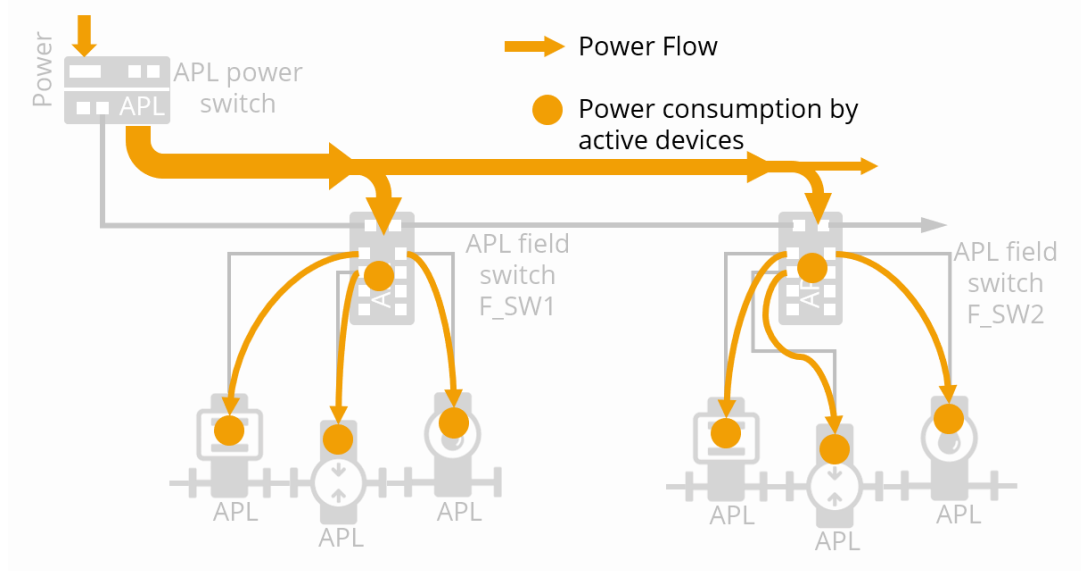 Power
APL power
switch
APL
Power Flow
Power consumption by
active devices
APL field
switch
F_SW1
APL field
switch
F_SW2
APL
APL
APL
APL
APL
APL